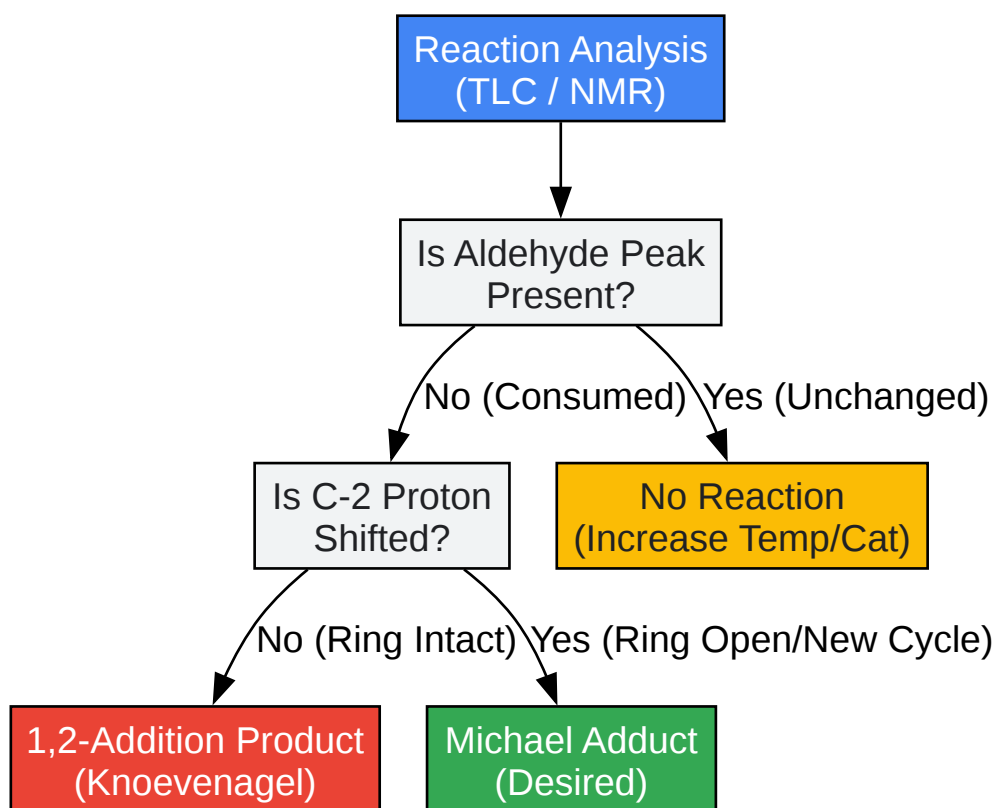 Reaction Analysis
(TLC / NMR)
Is Aldehyde Peak
Present?
No (Consumed)
Yes (Unchanged)
Is C-2 Proton
Shifted?
No Reaction
(Increase Temp/Cat)
No (Ring Intact)
Yes (Ring Open/New Cycle)
1,2-Addition Product
(Knoevenagel)
Michael Adduct
(Desired)